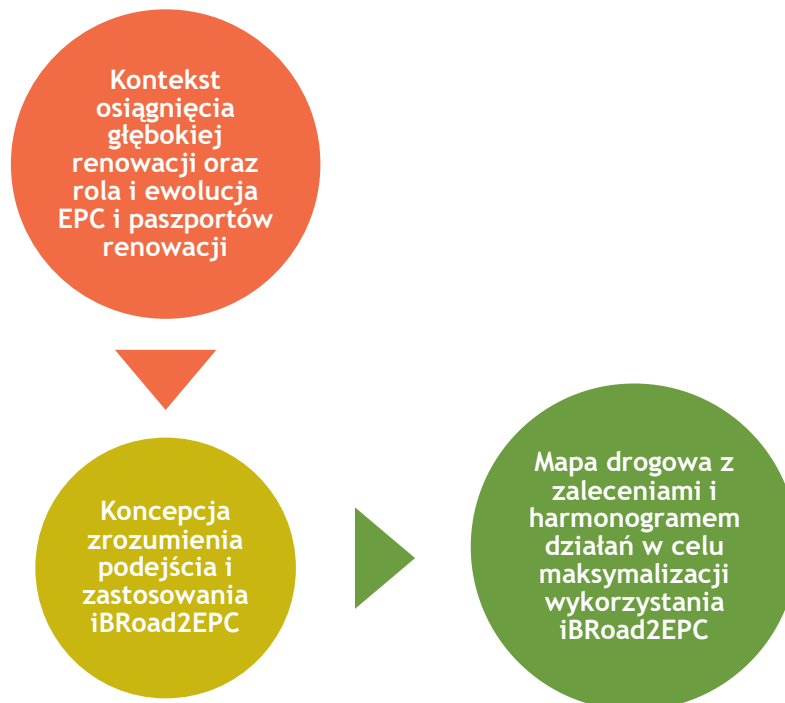 Kontekst
osiągnięcia
głębokiej
renowacji oraz
rola i ewolucja
EPC i paszportów
renowacji
Koncepcja
zrozumienia
podejścia i
zastosowania
iBRoad2EPC
Mapa drogowa z
zaleceniami i
harmonogramem
działań w celu
maksymalizacji
wykorzystania
iBRoad2EPC